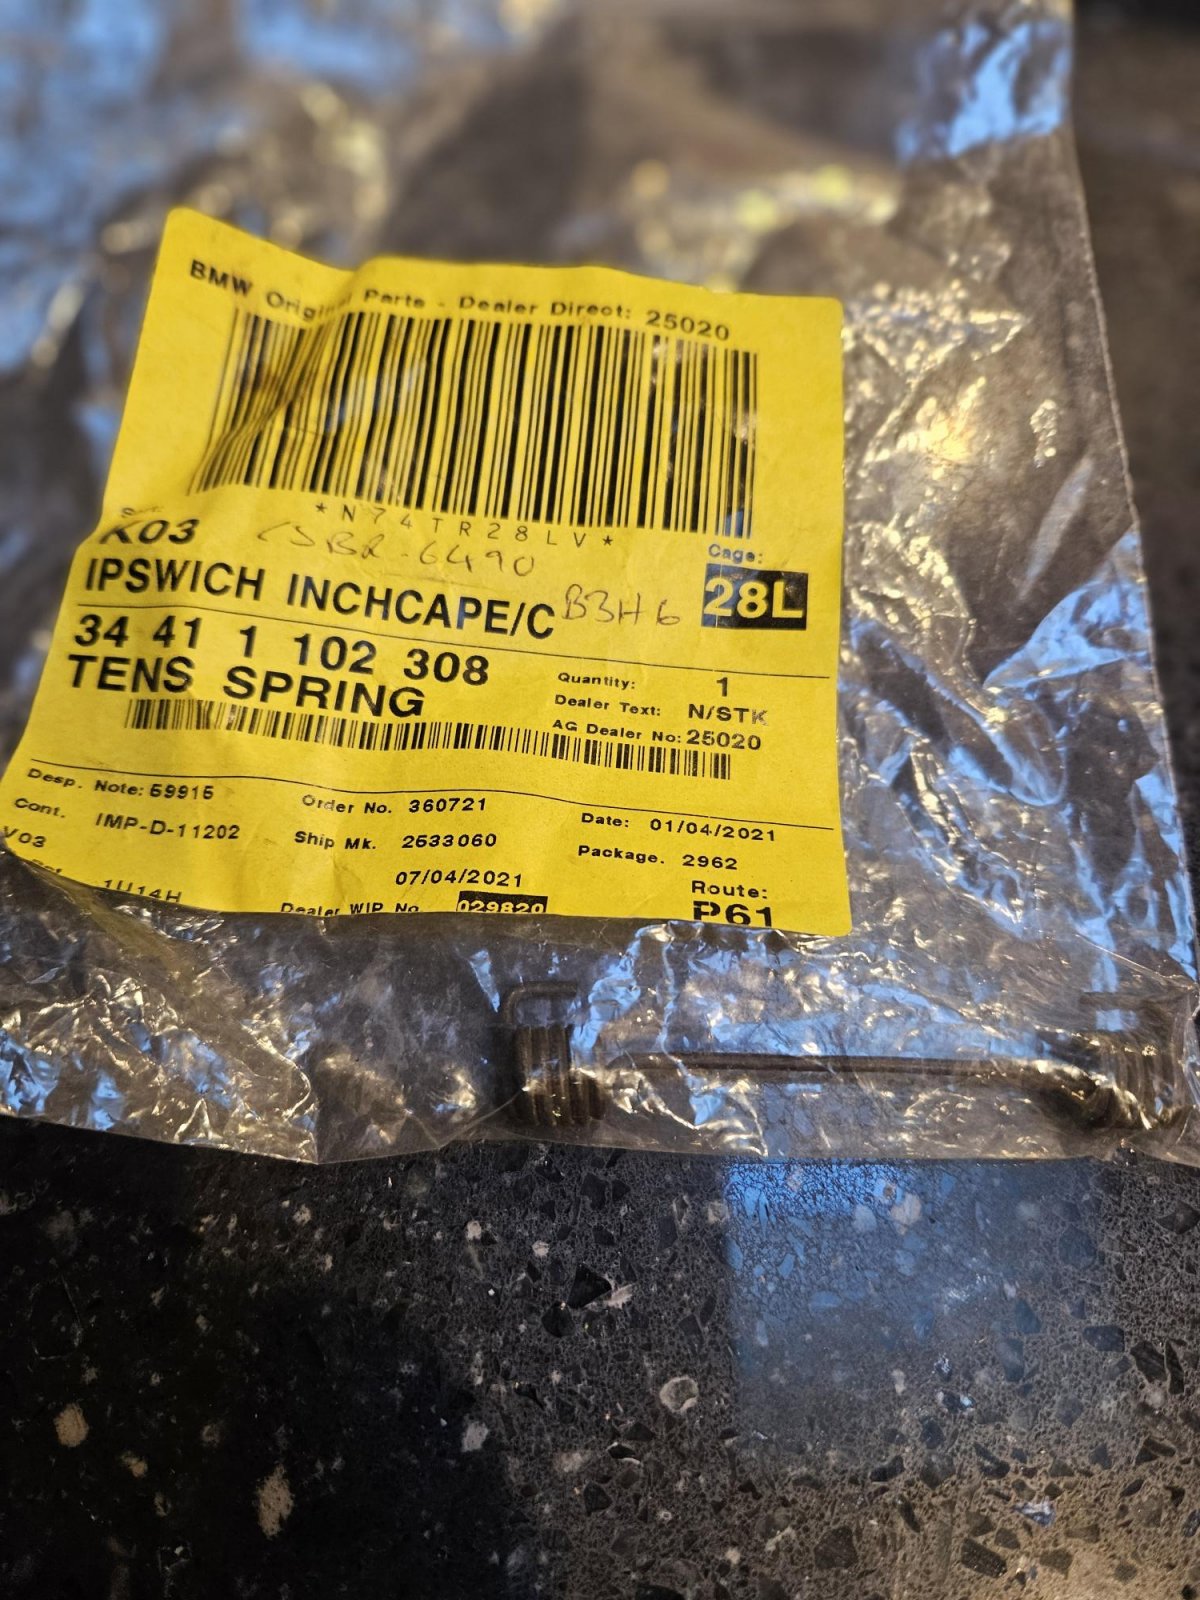 BMW Original Parts - Dealer Direct: 25020
*N74TR28LV*
K03
Cage:
28L
IPSWICH INCHCAPE/C
B3H6
34 41 1 102 308
TENS SPRING
Quantity: 1
Dealer Text: N/STK
AG Dealer No: 25020
Desp. Note: 59915
Order No. 360721
Date: 01/04/2021
Cont. IMP-D-11202
Ship Mk. 2533060
Package. 2962
V03
07/04/2021
Route:
1U14H
Dealer WIP No 029820
P61